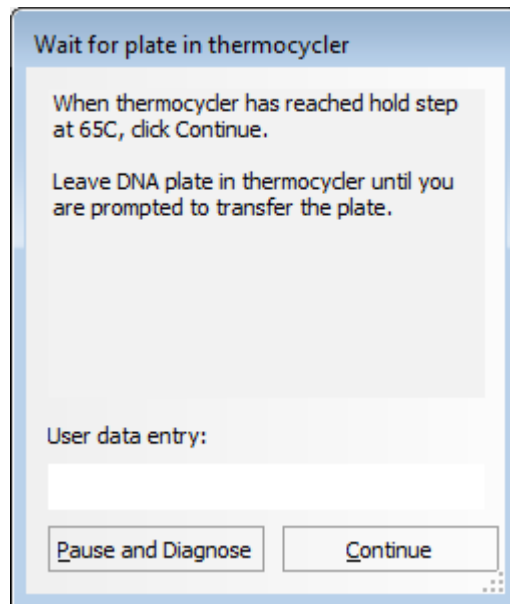 Wait for plate in thermocycler
When thermocycler has reached hold step
at 65C, click Continue.
Leave DNA plate in thermocycler until you
are prompted to transfer the plate.
User data entry:
Pause and Diagnose
Continue